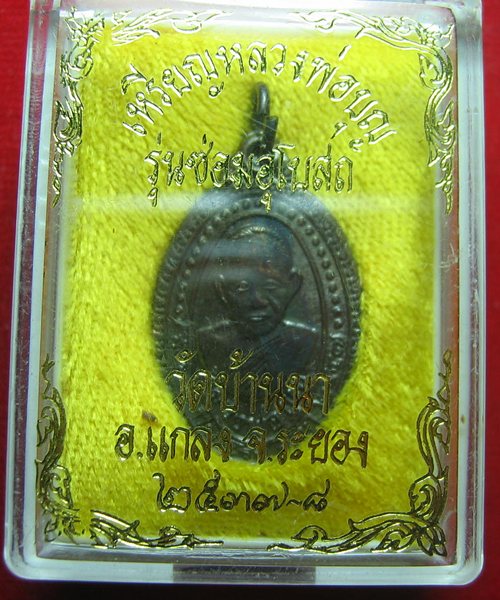 เหรียญหลวงพ่อบุญ
รุ่นซ่อมอุโบสถ
วัดบ้านนา
อ.แกลง จ.ระยอง
๒๕๓๗-๘